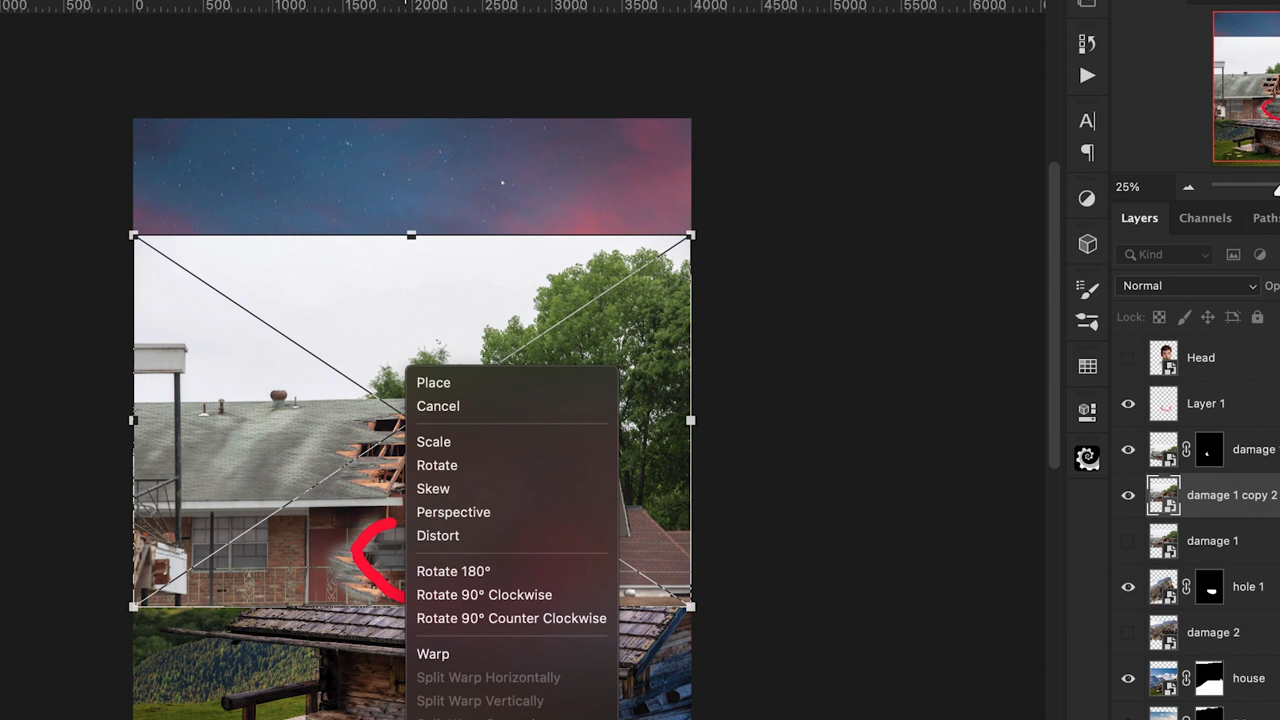 000
500
0
500
1000
1500
2000
2500
3000
3500
4000
4500
5000
5500
6000
25%
Layers
Channels
Kind
Normal
Lock:
Head
Layer 1
damage
damage 1 copy 2
damage 1
hole 1
damage 2
house
Place
Cancel
Scale
Rotate
Skew
Perspective
Distort
Rotate 180°
Rotate 90° Clockwise
Rotate 90° Counter Clockwise
Warp
Split Warp Horizontally
Split Warp Vertically